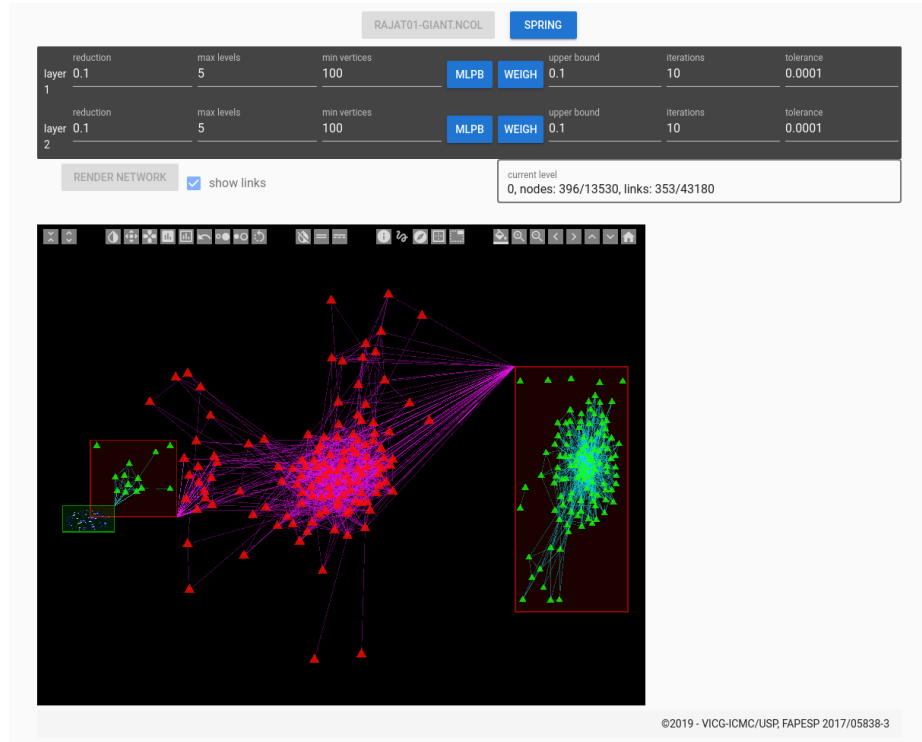 RAJAT01-GIANT.NCOL SPRING
reduction max levels min vertices upper bound iterations tolerance
layer 0.1 5 100 MLPB WEIGH 0.1 10 0.0001
1
reduction max levels min vertices upper bound iterations tolerance
layer 0.1 5 100 MLPB WEIGH 0.1 10 0.0001
2
RENDER NETWORK show links
current level
0, nodes: 396/13530, links: 353/43180
©2019 - VICG-ICMC/USP, FAPESP 2017/05838-3